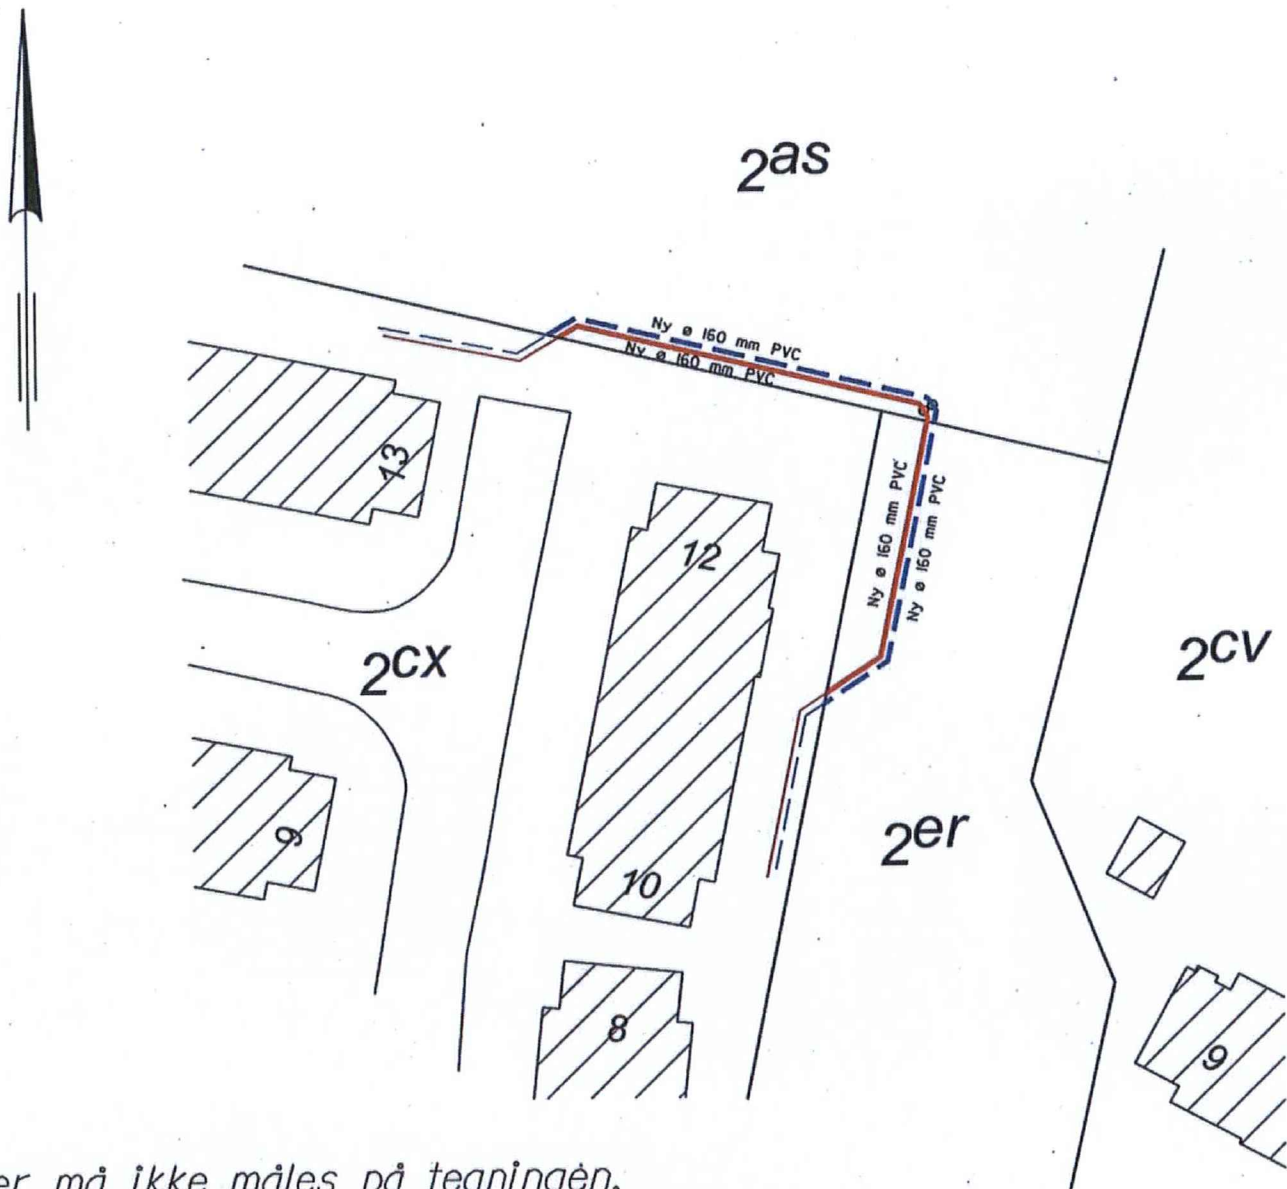 2as
Ny ø 160 mm PVC
Ny ø 160 mm PVC
13
Ny ø 160 mm PVC
Ny ø 160 mm PVC
12
2cx
2cv
9
2er
10
8
9
er må ikke måles på tegningen.